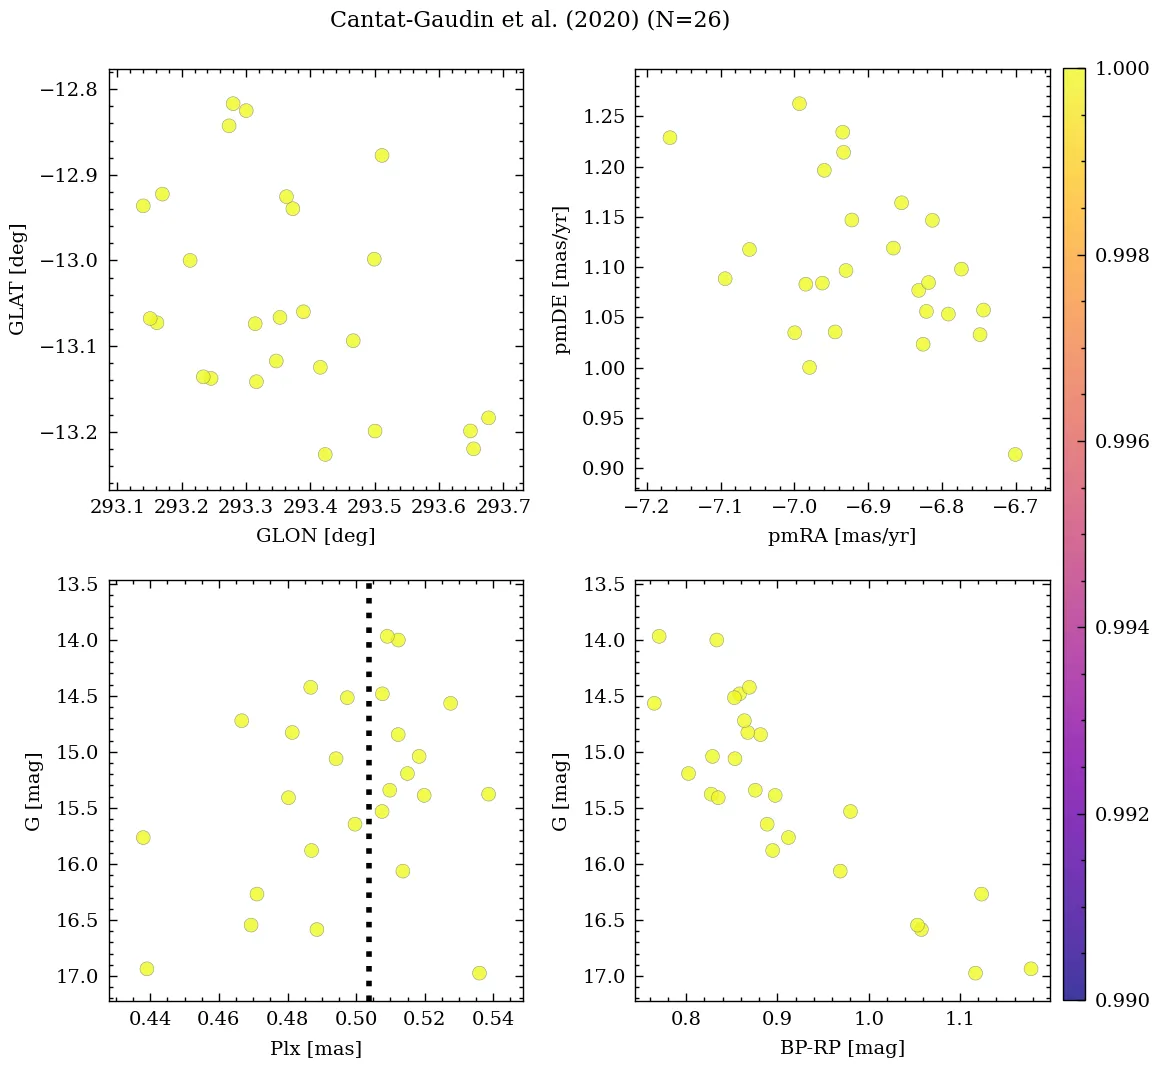 Cantat-Gaudin et al. (2020) (N=26)
−12.8
−12.9
−13.0
−13.1
−13.2
GLAT [deg]
293.1 293.2 293.3 293.4 293.5 293.6 293.7
GLON [deg]
1.25
1.20
1.15
1.10
1.05
1.00
0.95
0.90
pmDE [mas/yr]
−7.2 −7.1 −7.0 −6.9 −6.8 −6.7
pmRA [mas/yr]
13.5
14.0
14.5
15.0
15.5
16.0
16.5
17.0
G [mag]
0.44 0.46 0.48 0.50 0.52 0.54
Plx [mas]
13.5
14.0
14.5
15.0
15.5
16.0
16.5
17.0
G [mag]
0.8 0.9 1.0 1.1
BP-RP [mag]
1.000
0.998
0.996
0.994
0.992
0.990